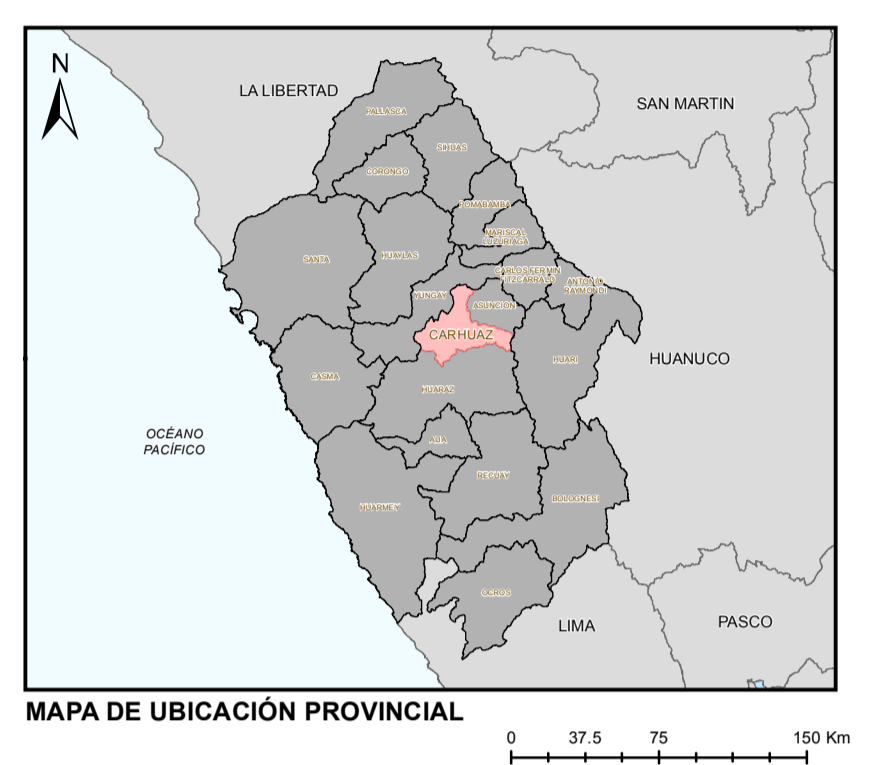 N
LA LIBERTAD
SAN MARTIN
PALLASCA
SIHUAS
CORONGO
POMABAMBA
MARISCAL
LUZURIAGA
SANTA
HUAYLAS
CARLOS FERMIN
FITZCARRALD
ANTONIO
RAYMONDI
YUNGAY
ASUNCION
CARHUAZ
HUARI
HUANUCO
CASMA
HUARAZ
OCÉANO
PACÍFICO
AIJA
RECUAY
BOLOGNESI
HUARMEY
OCROS
LIMA
PASCO
MAPA DE UBICACIÓN PROVINCIAL
0 37.5 75 150 Km